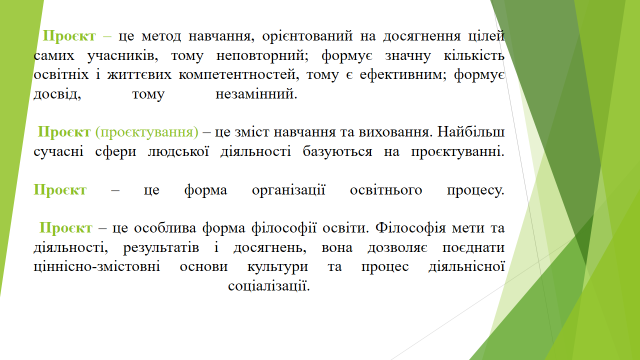 Проєкт – це метод навчання, орієнтований на досягнення цілей
самих учасників, тому неповторний; формує значну кількість
освітніх і життєвих компетентностей, тому є ефективним; формує
досвід, тому незамінний.
Проєкт (проєктування) – це зміст навчання та виховання. Найбільш
сучасні сфери людської діяльності базуються на проєктуванні.
Проєкт – це форма організації освітнього процесу.
Проєкт – це особлива форма філософії освіти. Філософія мети та
діяльності, результатів і досягнень, вона дозволяє поєднати
ціннісно-змістовні основи культури та процес діяльнісної
соціалізації.